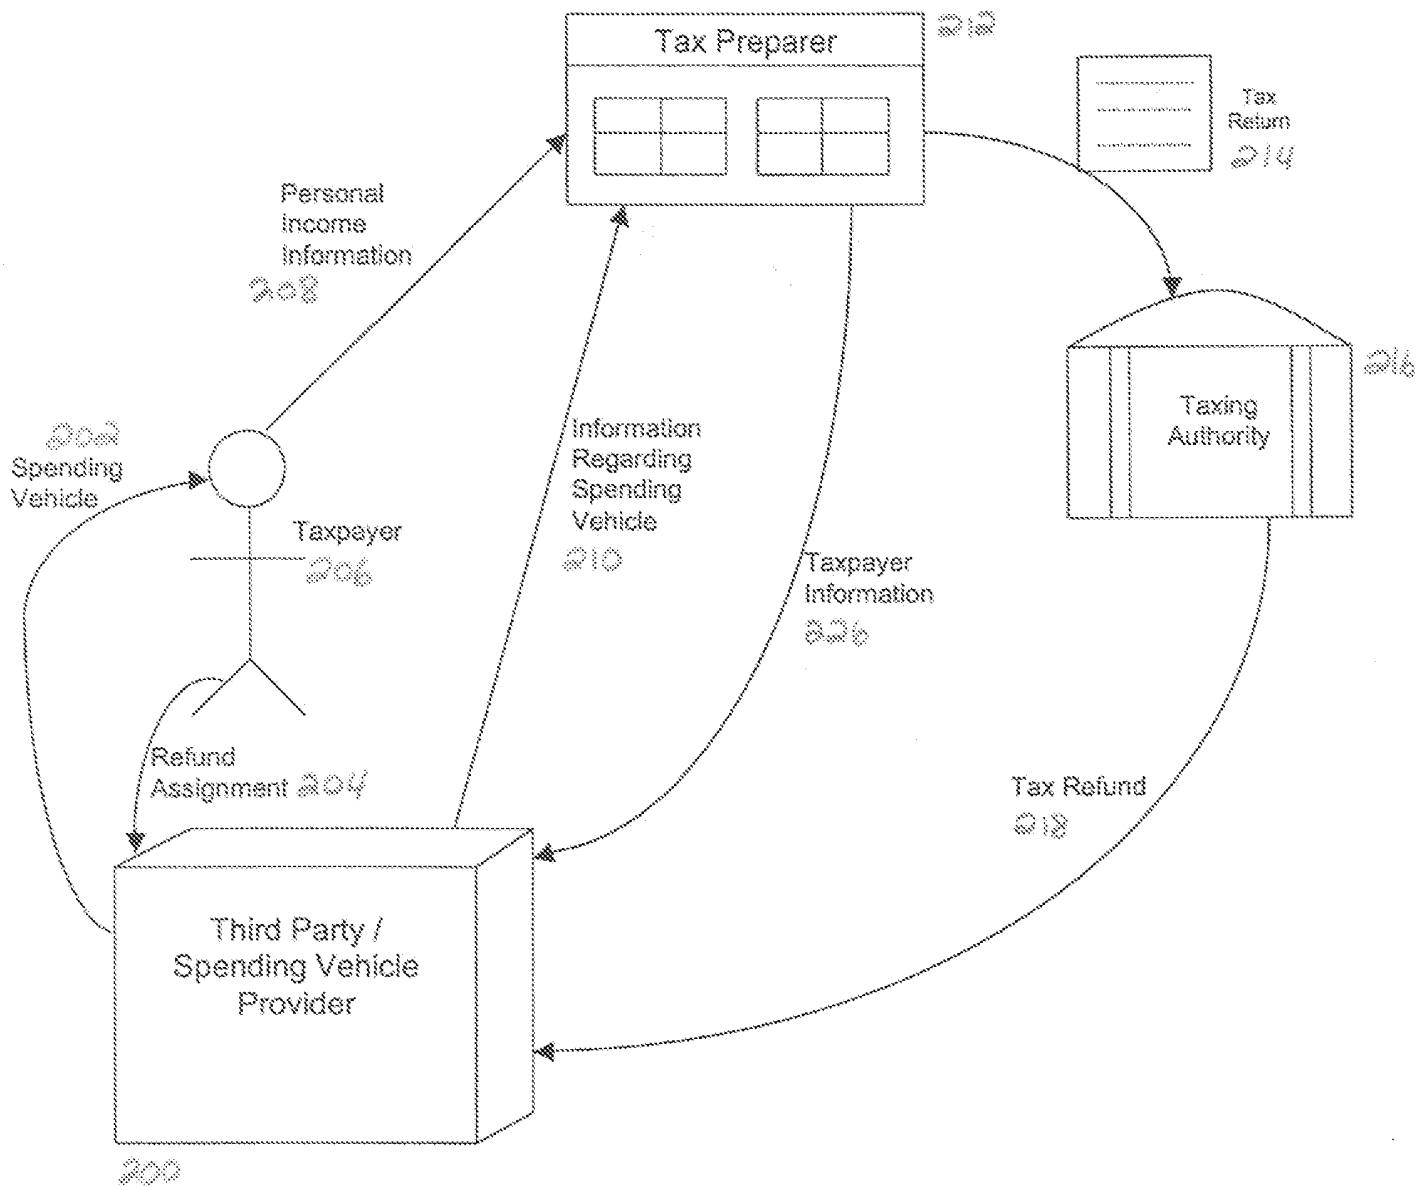 Tax Preparer
212
Tax
Return
214
Personal
Income
Information
208
216
Taxing
Authority
202
Spending
Vehicle
Taxpayer
206
Information
Regarding
Spending
Vehicle
210
Taxpayer
Information
226
Refund
Assignment 204
Tax Refund
218
Third Party /
Spending Vehicle
Provider
200